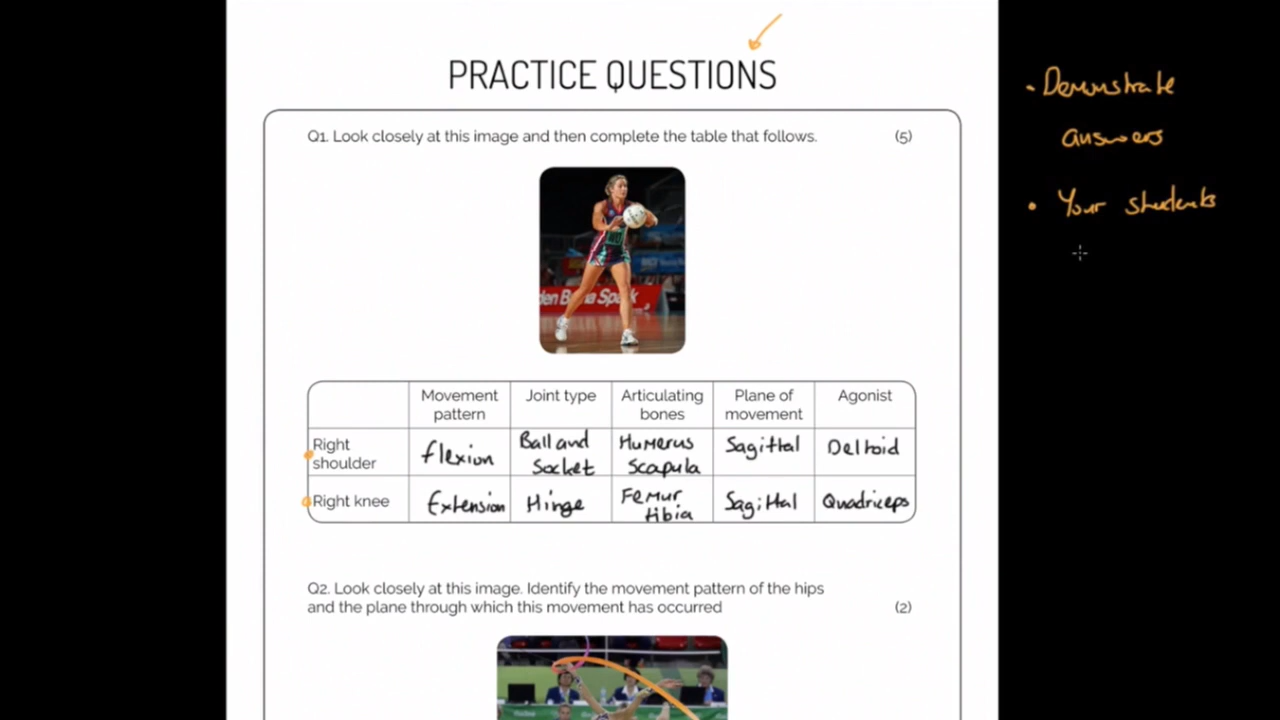 PRACTICE QUESTIONS
Q1. Look closely at this image and then complete the table that follows. (5)
WD
Movement pattern Joint type Articulating bones Plane of movement Agonist
Right shoulder flexion Ball and Socket Humerus Scapula Sagittal Deltoid
Right knee Extension Hinge Femur tibia Sagittal Quadriceps
Q2. Look closely at this image. Identify the movement pattern of the hips
and the plane through which this movement has occurred (2)
• Demonstrate
answers
• Your students